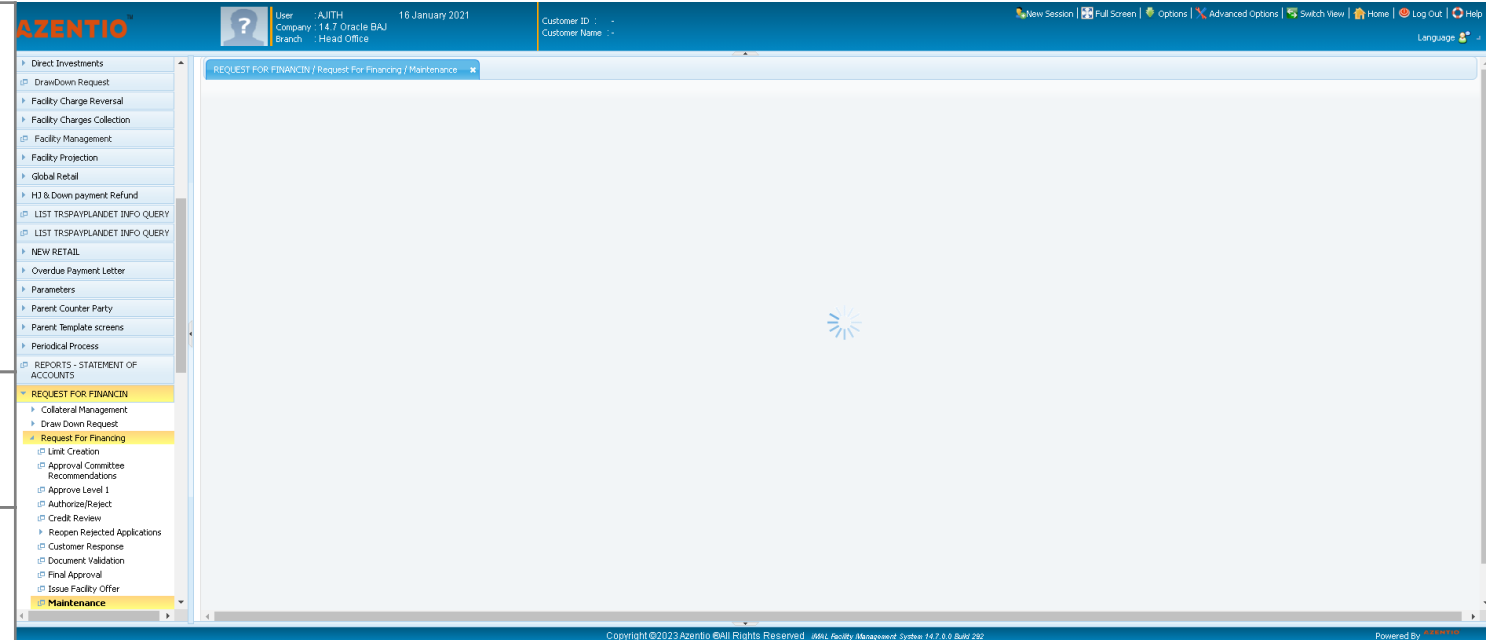 AZENTIO
User : AJITH 16 January 2021
Company : 14.7 Oracle BAJ
Branch : Head Office
Customer ID : -
Customer Name : -
New Session | Full Screen | Options | Advanced Options | Switch View | Home | Log Out | Help
Language
Direct Investments
DrawDown Request
Facility Charge Reversal
Facility Charges Collection
Facility Management
Facility Projection
Global Retail
HJ & Down payment Refund
LIST TRSPAYPLANDET INFO QUERY
LIST TRSPAYPLANDET INFO QUERY
NEW RETAIL
Overdue Payment Letter
Parameters
Parent Counter Party
Parent Template screens
Periodical Process
REPORTS - STATEMENT OF
ACCOUNTS
REQUEST FOR FINANCIN
Collateral Management
Draw Down Request
Request For Financing
Limit Creation
Approval Committee
Recommendations
Approve Level 1
Authorize/Reject
Credit Review
Reopen Rejected Applications
Customer Response
Document Validation
Final Approval
Issue Facility Offer
Maintenance
REQUEST FOR FINANCIN / Request For Financing / Maintenance
Copyright ©2023 Azentio ®All Rights Reserved iMAL Facility Management System 14.7.0.0 Build 292
Powered By AZENTIO